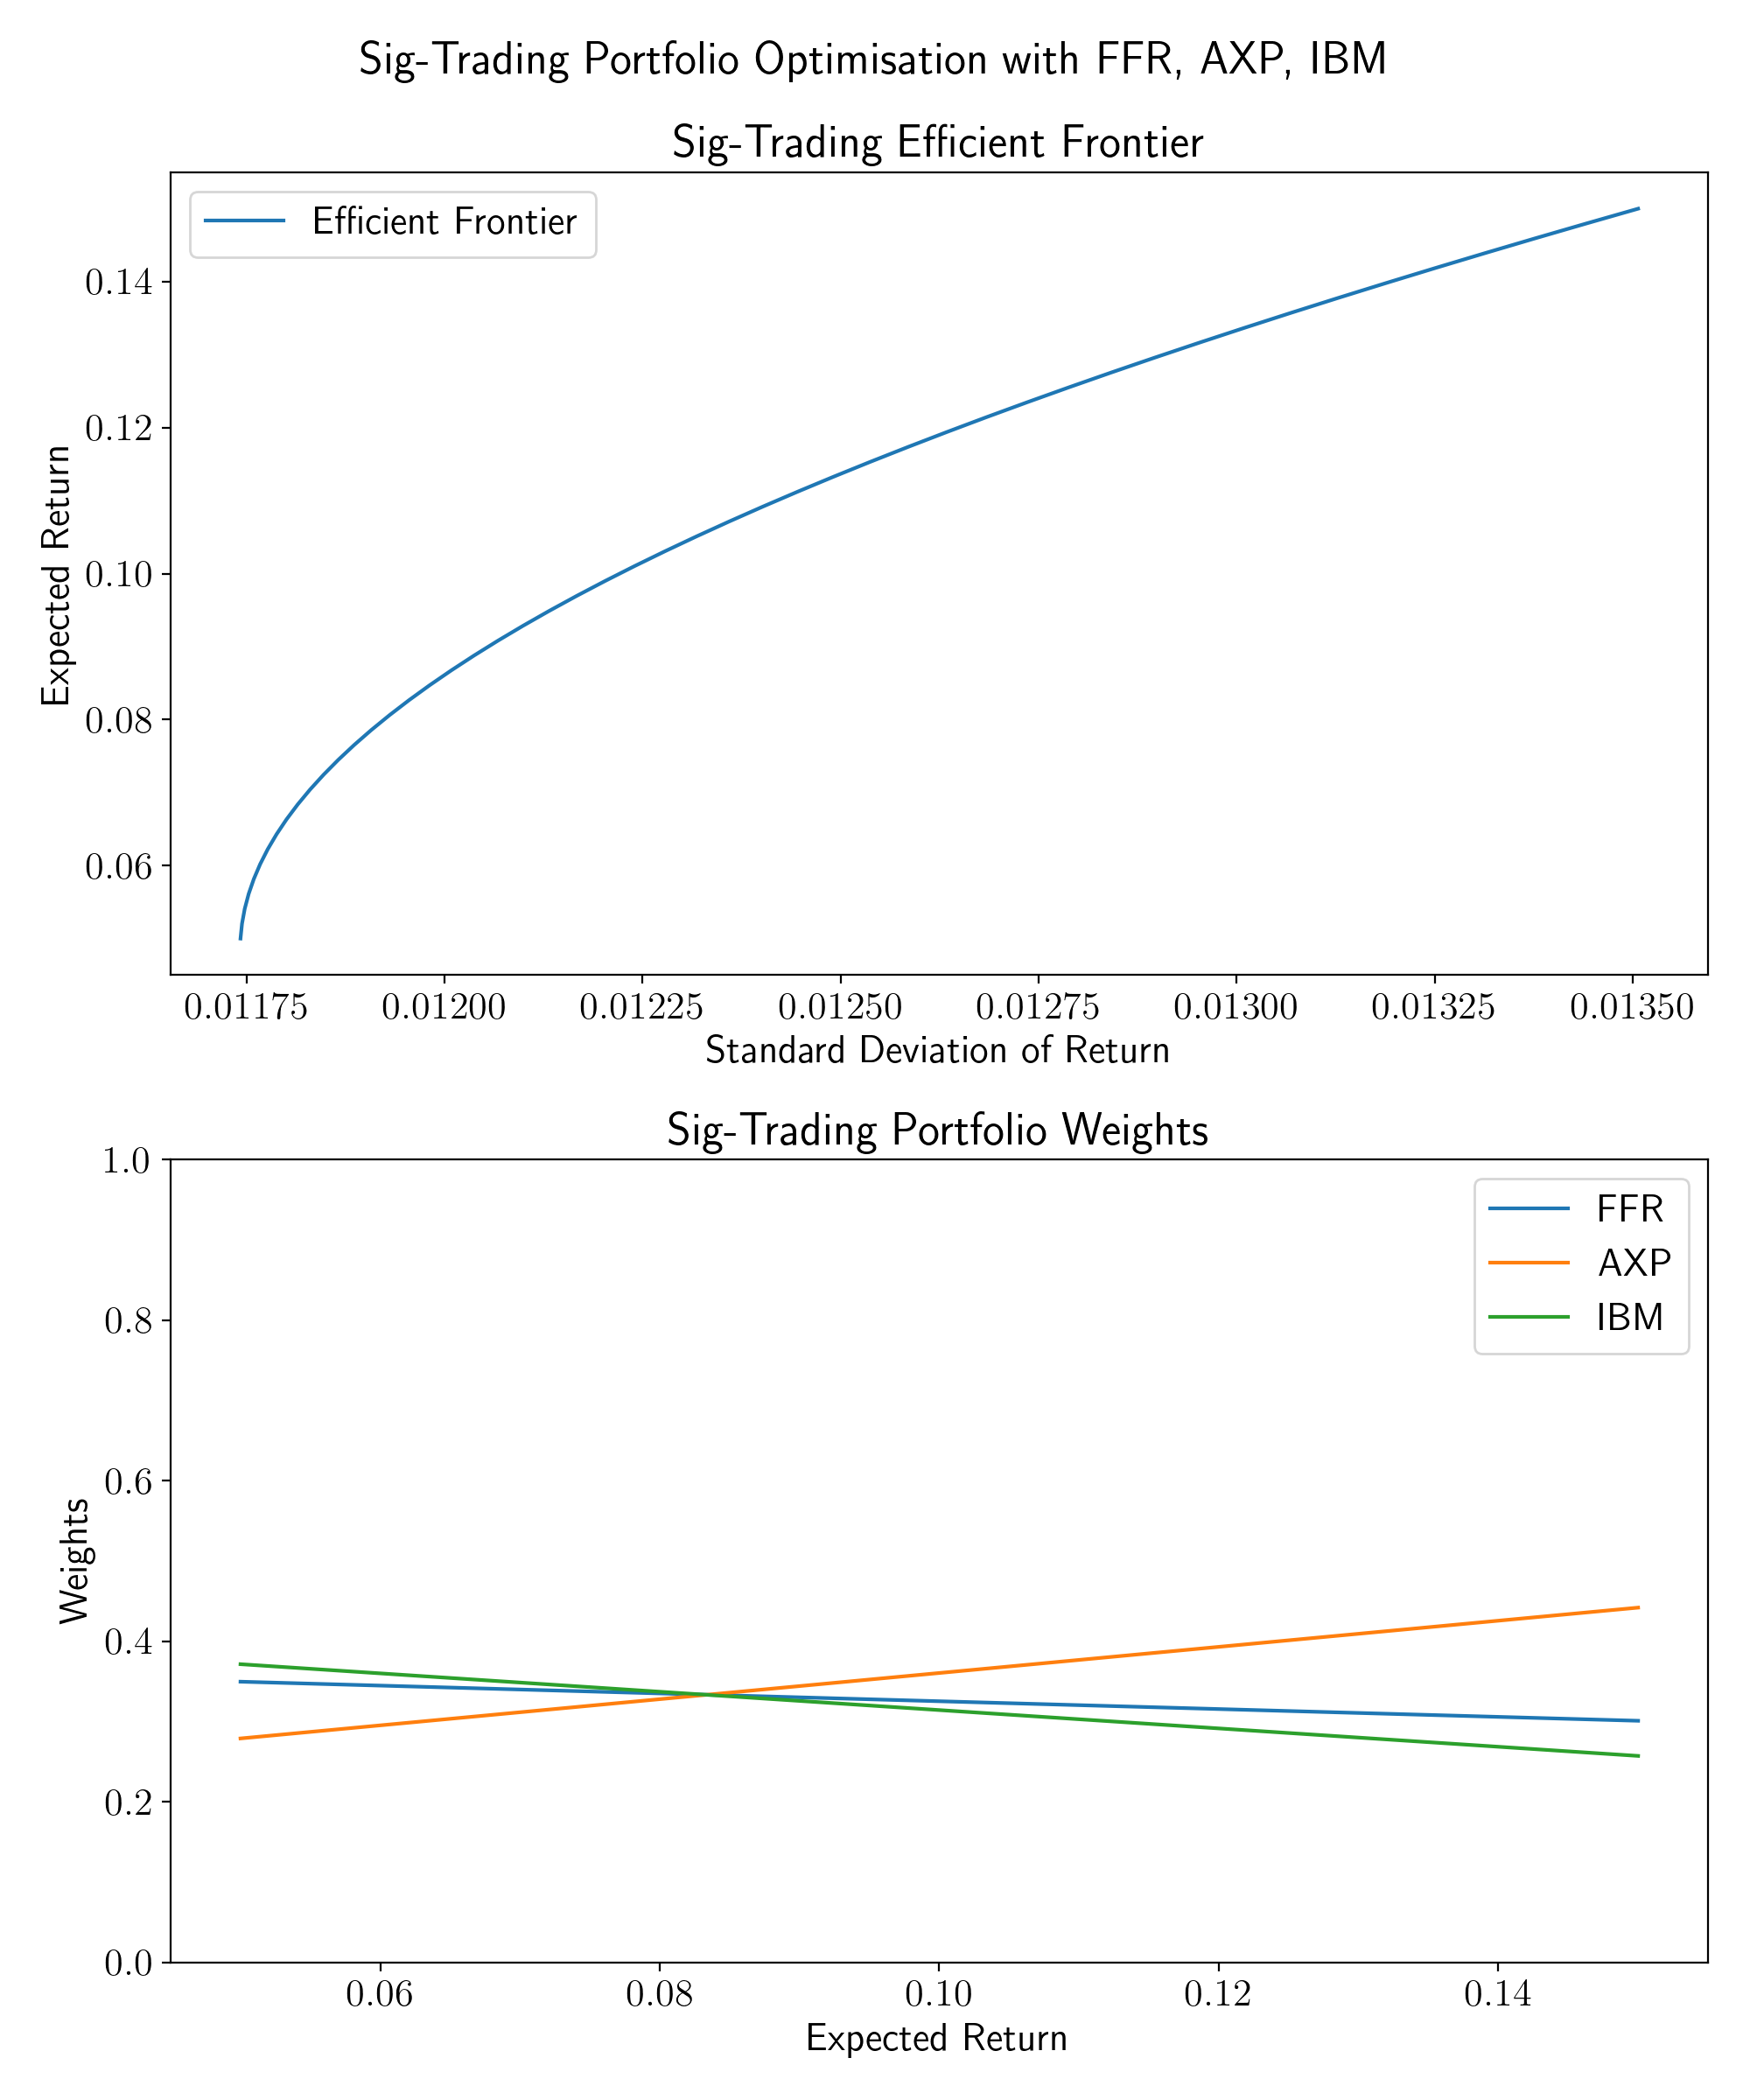 Sig-Trading Portfolio Optimisation with FFR, AXP, IBM
Sig-Trading Efficient Frontier
Efficient Frontier
Expected Return
0.14
0.12
0.10
0.08
0.06
0.01175 0.01200 0.01225 0.01250 0.01275 0.01300 0.01325 0.01350
Standard Deviation of Return
Sig-Trading Portfolio Weights
FFR
AXP
IBM
Weights
1.0
0.8
0.6
0.4
0.2
0.0
0.06 0.08 0.10 0.12 0.14
Expected Return